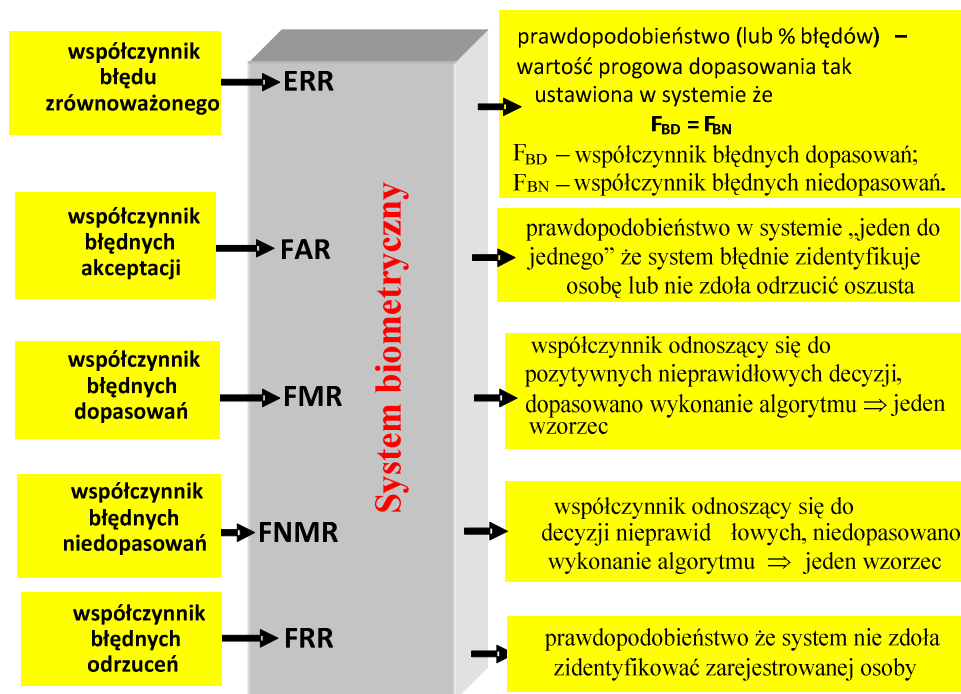 współczynnik
błędu
zrównoważonego
ERR
prawdopodobieństwo (lub % błędów) –
wartość progowa dopasowania tak
ustawiona w systemie że
F_BD = F_BN
F_BD – współczynnik błędnych dopasowań;
F_BN – współczynnik błędnych niedopasowań.
współczynnik
błędnych
akceptacji
FAR
prawdopodobieństwo w systemie „jeden do
jednego” że system błędnie zidentyfikuje
osobę lub nie zdoła odrzucić oszusta
współczynnik
błędnych
dopasowań
FMR
współczynnik odnoszący się do
pozytywnych nieprawidłowych decyzji,
dopasowano wykonanie algorytmu ⇒ jeden
wzorzec
współczynnik
błędnych
niedopasowań
FNMR
współczynnik odnoszący się do
decyzji nieprawid łowych, niedopasowano
wykonanie algorytmu ⇒ jeden wzorzec
współczynnik
błędnych
odrzuceń
FRR
prawdopodobieństwo że system nie zdoła
zidentyfikować zarejestrowanej osoby
System biometryczny